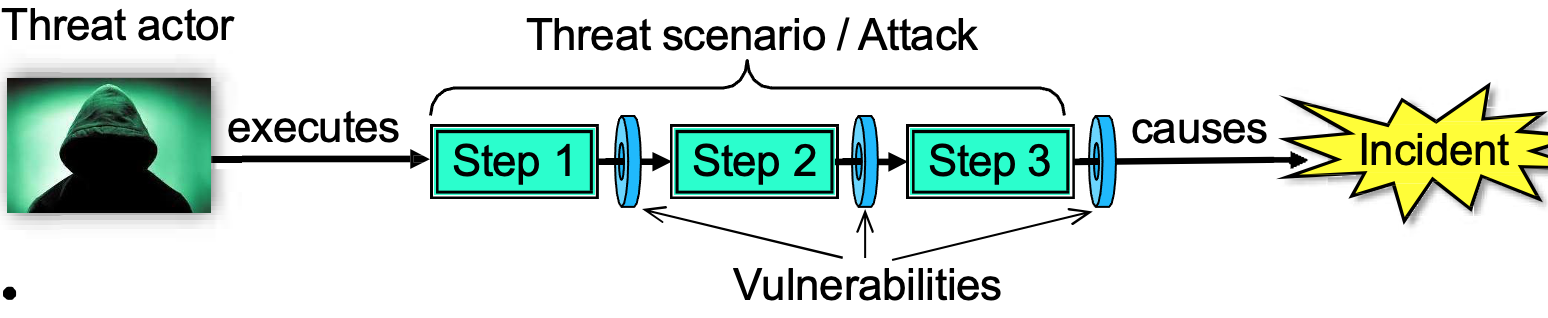 Threat actor
Threat scenario / Attack
executes
Step 1
Step 2
Step 3
causes
Incident
Vulnerabilities
•